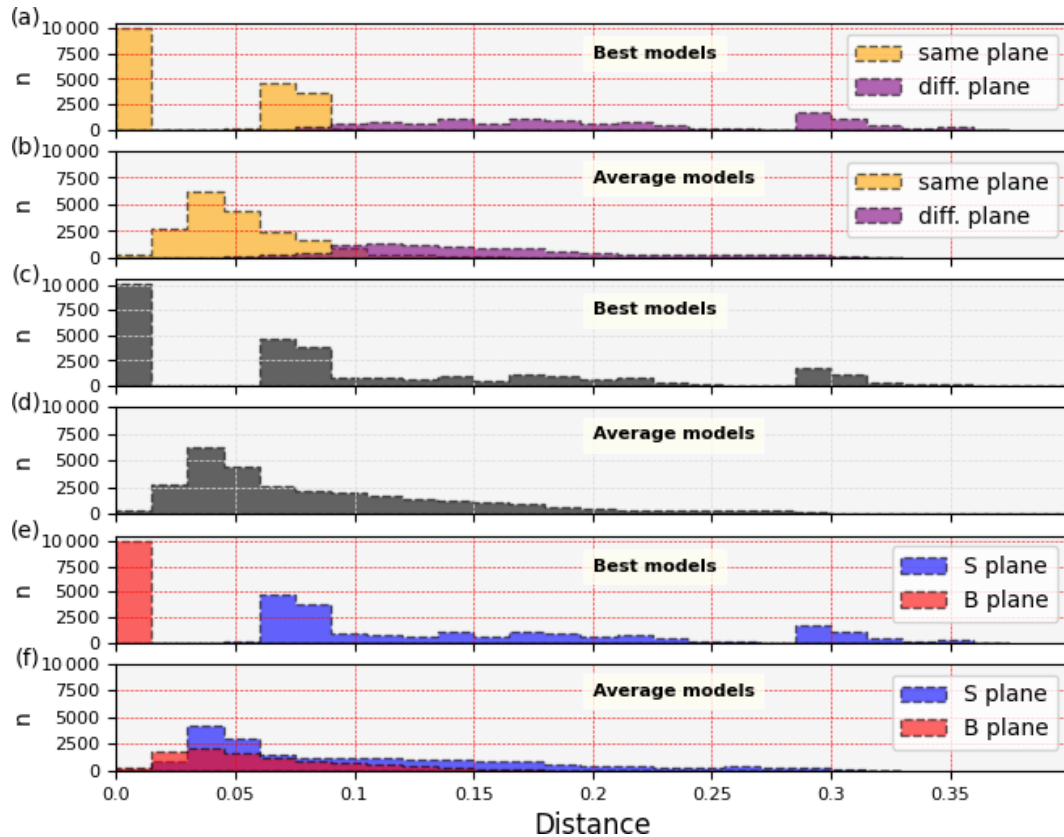 (a)
10 000
7500
5000
2500
0
n
Best models
same plane
diff. plane
(b)
10 000
7500
5000
2500
0
n
Average models
same plane
diff. plane
(c)
10 000
7500
5000
2500
0
n
Best models
(d)
10 000
7500
5000
2500
0
n
Average models
(e)
10 000
7500
5000
2500
0
n
Best models
S plane
B plane
(f)
10 000
7500
5000
2500
0
n
Average models
S plane
B plane
0.0 0.05 0.1 0.15 0.2 0.25 0.3 0.35
Distance